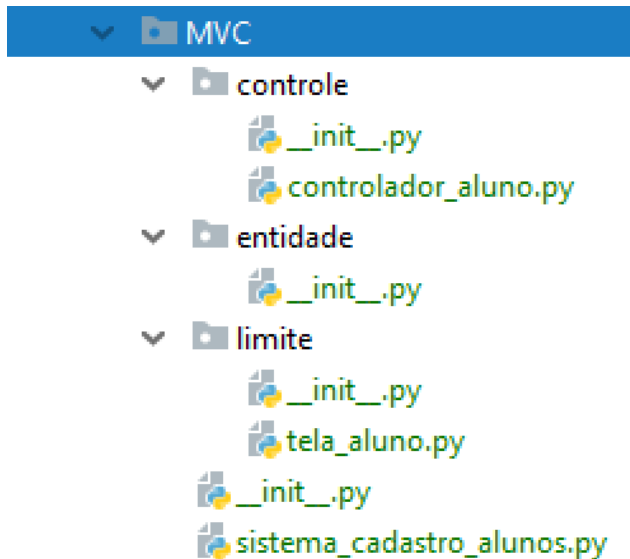 MVC
controle
__init__.py
controlador_aluno.py
entidade
__init__.py
limite
__init__.py
tela_aluno.py
__init__.py
sistema_cadastro_alunos.py